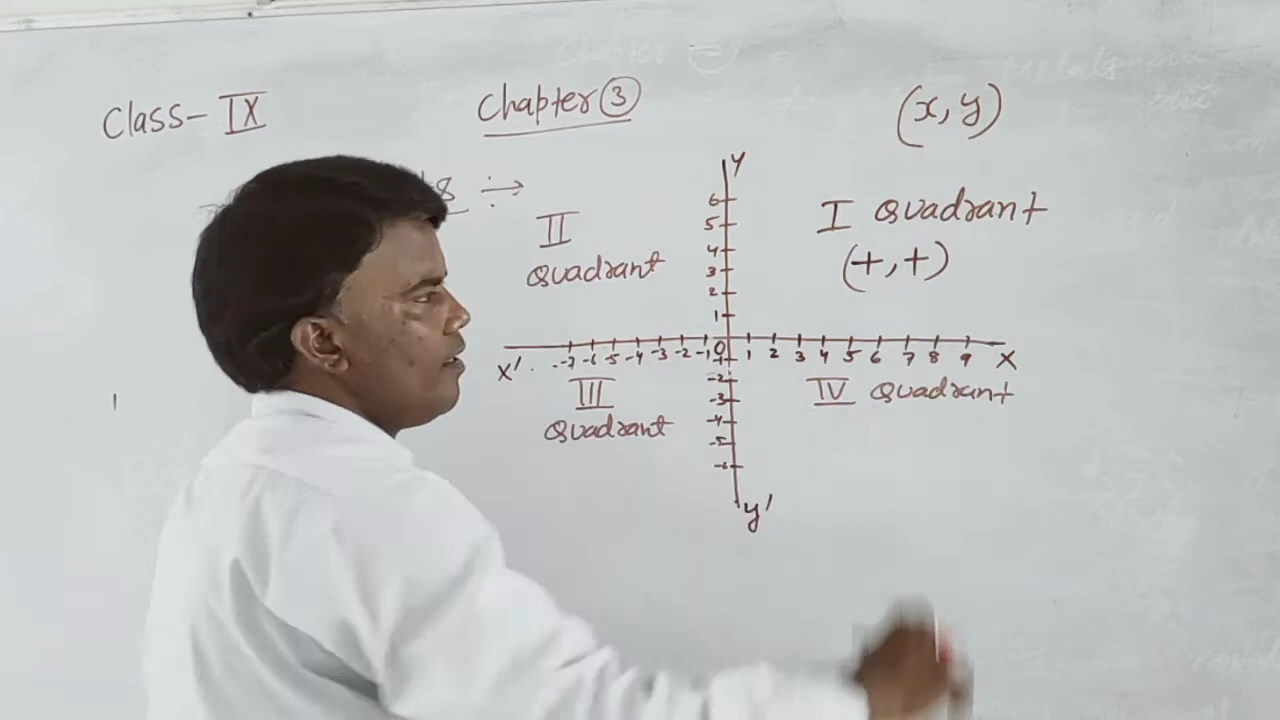 Class- IX
Chapter 3
(x, y)
Y
II
Quadrant
I Quadrant
(+,+)
6
5
4
3
2
1
X' -7 -6 -5 -4 -3 -2 -1 0 1 2 3 4 5 6 7 8 9 X
-1
-2
-3
-4
-5
-6
III
Quadrant
IV Quadrant
y'